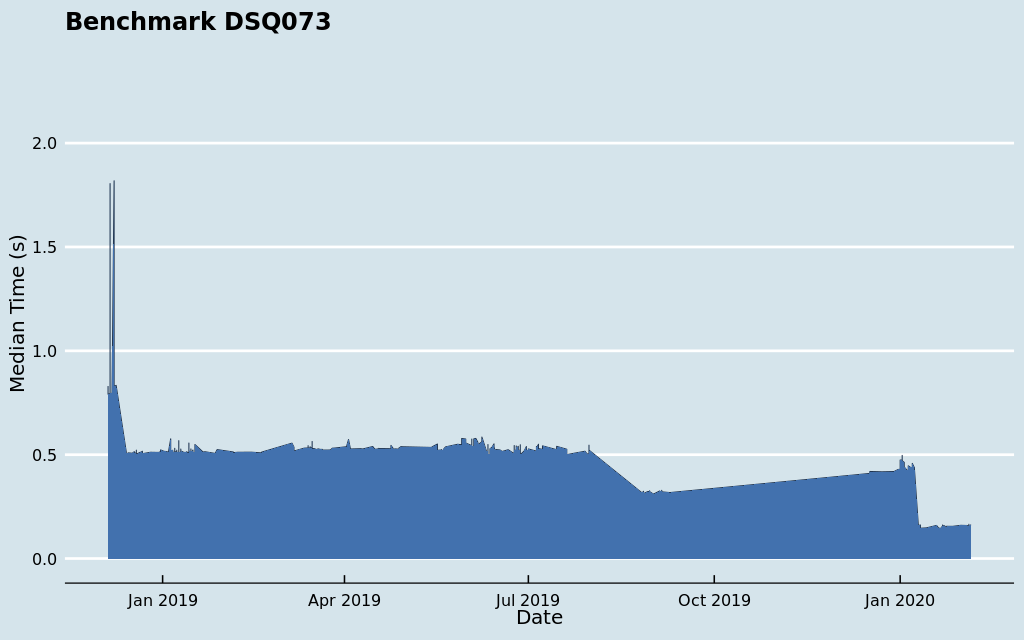 Benchmark DSQ073
2.0
1.5
1.0
0.5
0.0
Median Time (s)
Jan 2019
Apr 2019
Jul 2019
Oct 2019
Jan 2020
Date